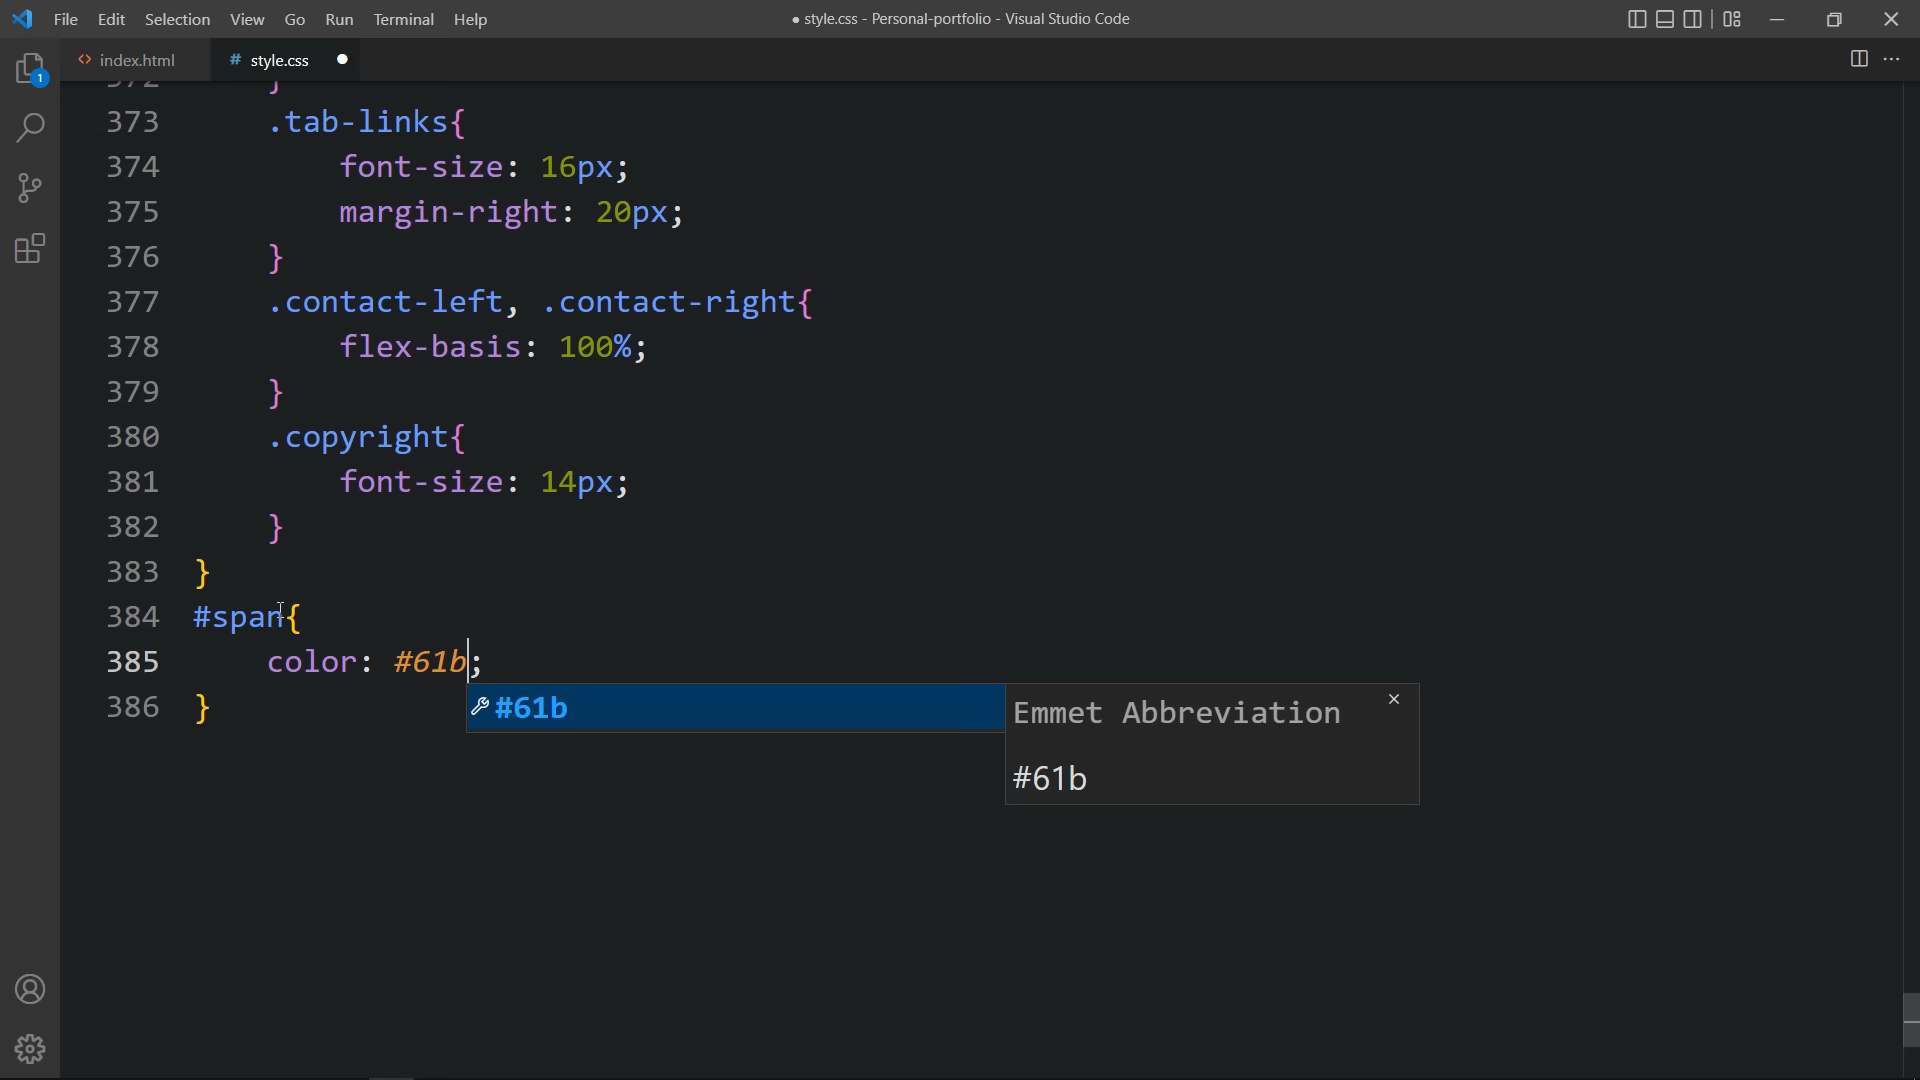 File Edit Selection View Go Run Terminal Help
● style.css - Personal-portfolio - Visual Studio Code
<> index.html
# style.css ●
1
372 }
373 .tab-links{
374 font-size: 16px;
375 margin-right: 20px;
376 }
377 .contact-left, .contact-right{
378 flex-basis: 100%;
379 }
380 .copyright{
381 font-size: 14px;
382 }
383 }
384 #span{
385 color: #61b;
386 }
#61b
Emmet Abbreviation
#61b